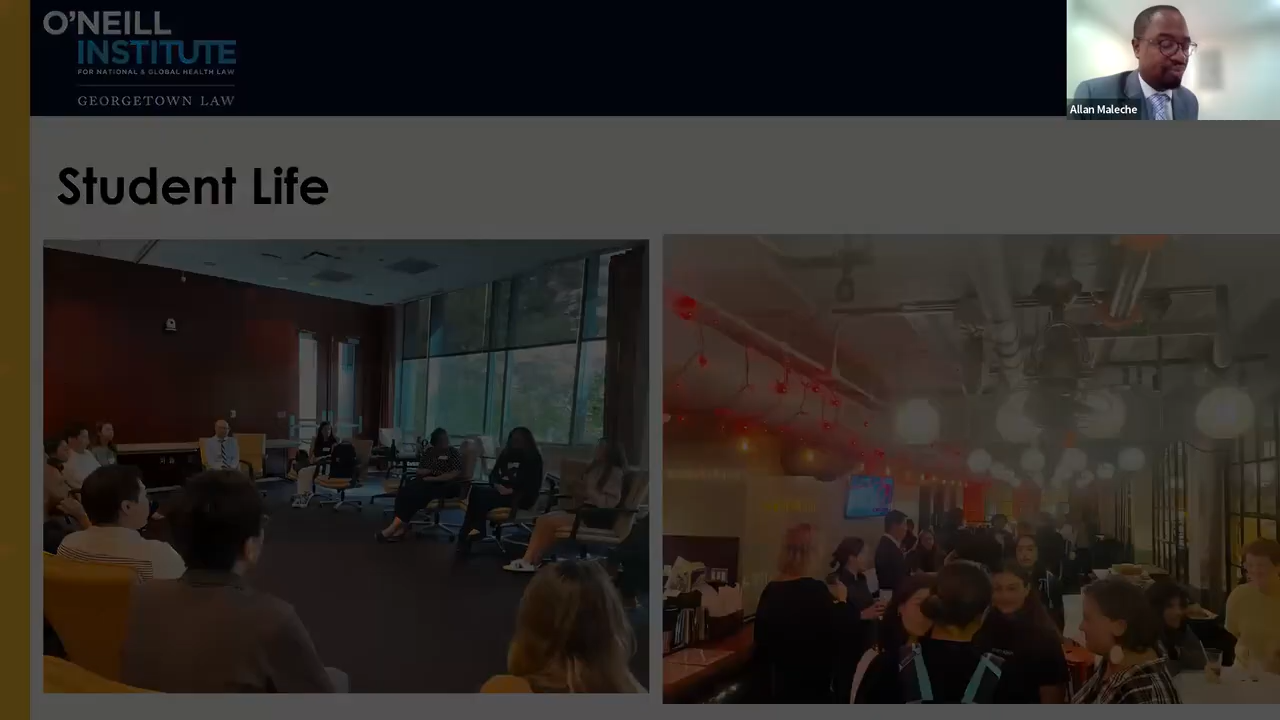 O'NEILL
INSTITUTE
FOR NATIONAL & GLOBAL HEALTH LAW
GEORGETOWN LAW
Allan Maleche
Student Life